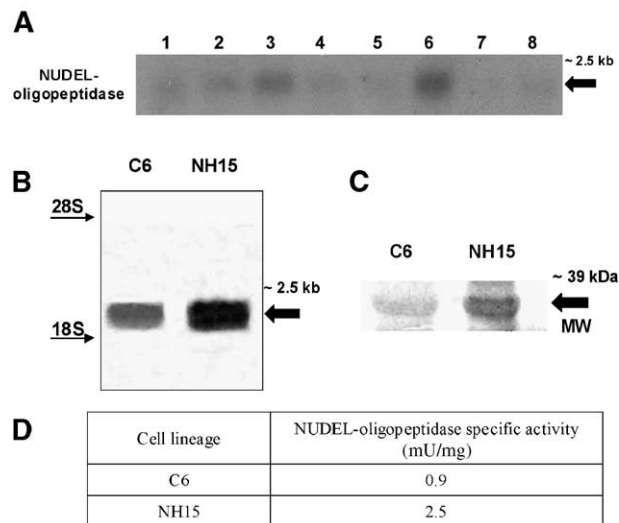 A
1 2 3 4 5 6 7 8
~ 2.5 kb
NUDEL-
oligopeptidase
B
C6 NH15
28S
~ 2.5 kb
18S
C
C6 NH15
~ 39 kDa
MW
D
Cell lineage NUDEL-oligopeptidase specific activity
(mU/mg)
C6 0.9
NH15 2.5